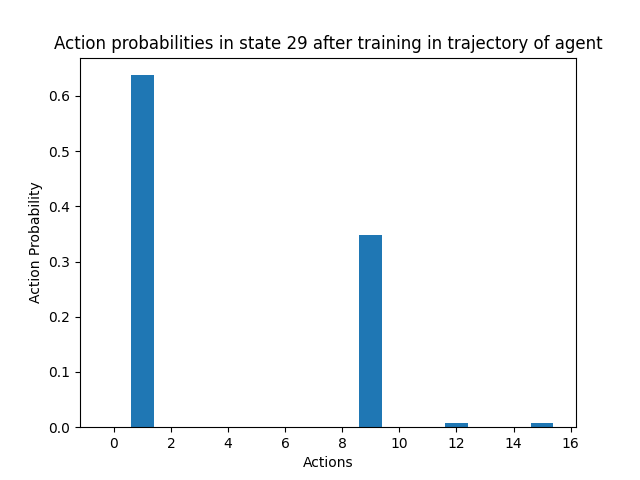 Action probabilities in state 29 after training in trajectory of agent
0.6
0.5
0.4
0.3
0.2
0.1
0.0
Action Probability
0 2 4 6 8 10 12 14 16
Actions